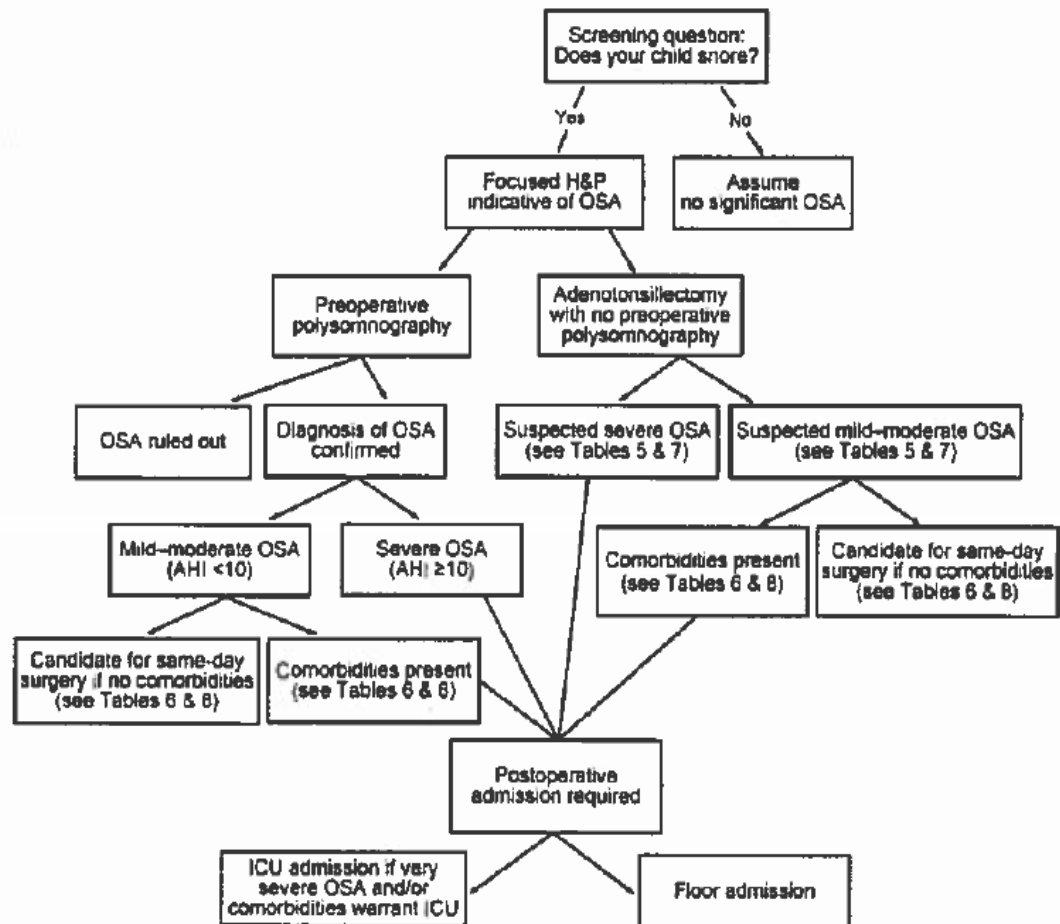 Screening question:
Does your child snore?
Yes
No
Focused H&P
indicative of OSA
Assume
no significant OSA
Preoperative
polysomnography
Adenotonsillectomy
with no preoperative
polysomnography
OSA ruled out
Diagnosis of OSA
confirmed
Suspected severe OSA
(see Tables 5 & 7)
Suspected mild–moderate OSA
(see Tables 5 & 7)
Mild–moderate OSA
(AHI <10)
Severe OSA
(AHI ≥10)
Comorbidities present
(see Tables 6 & 8)
Candidate for same-day
surgery if no comorbidities
(see Tables 6 & 8)
Candidate for same-day
surgery if no comorbidities
(see Tables 6 & 8)
Comorbidities present
(see Tables 6 & 8)
Postoperative
admission required
ICU admission if very
severe OSA and/or
comorbidities warrant ICU
Floor admission